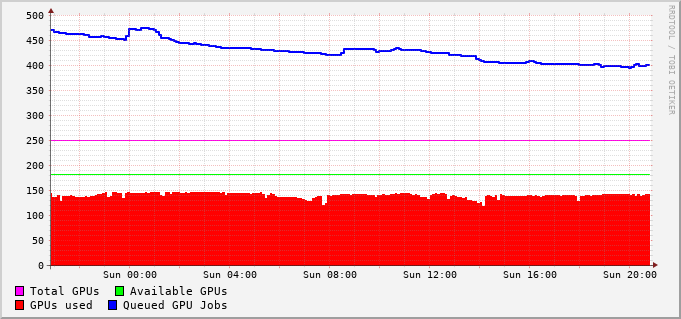 RRDTOOL / TOBI OETIKER
500
450
400
350
300
250
200
150
100
50
0
Sun 00:00 Sun 04:00 Sun 08:00 Sun 12:00 Sun 16:00 Sun 20:00
Total GPUs Available GPUs
GPUs used Queued GPU Jobs